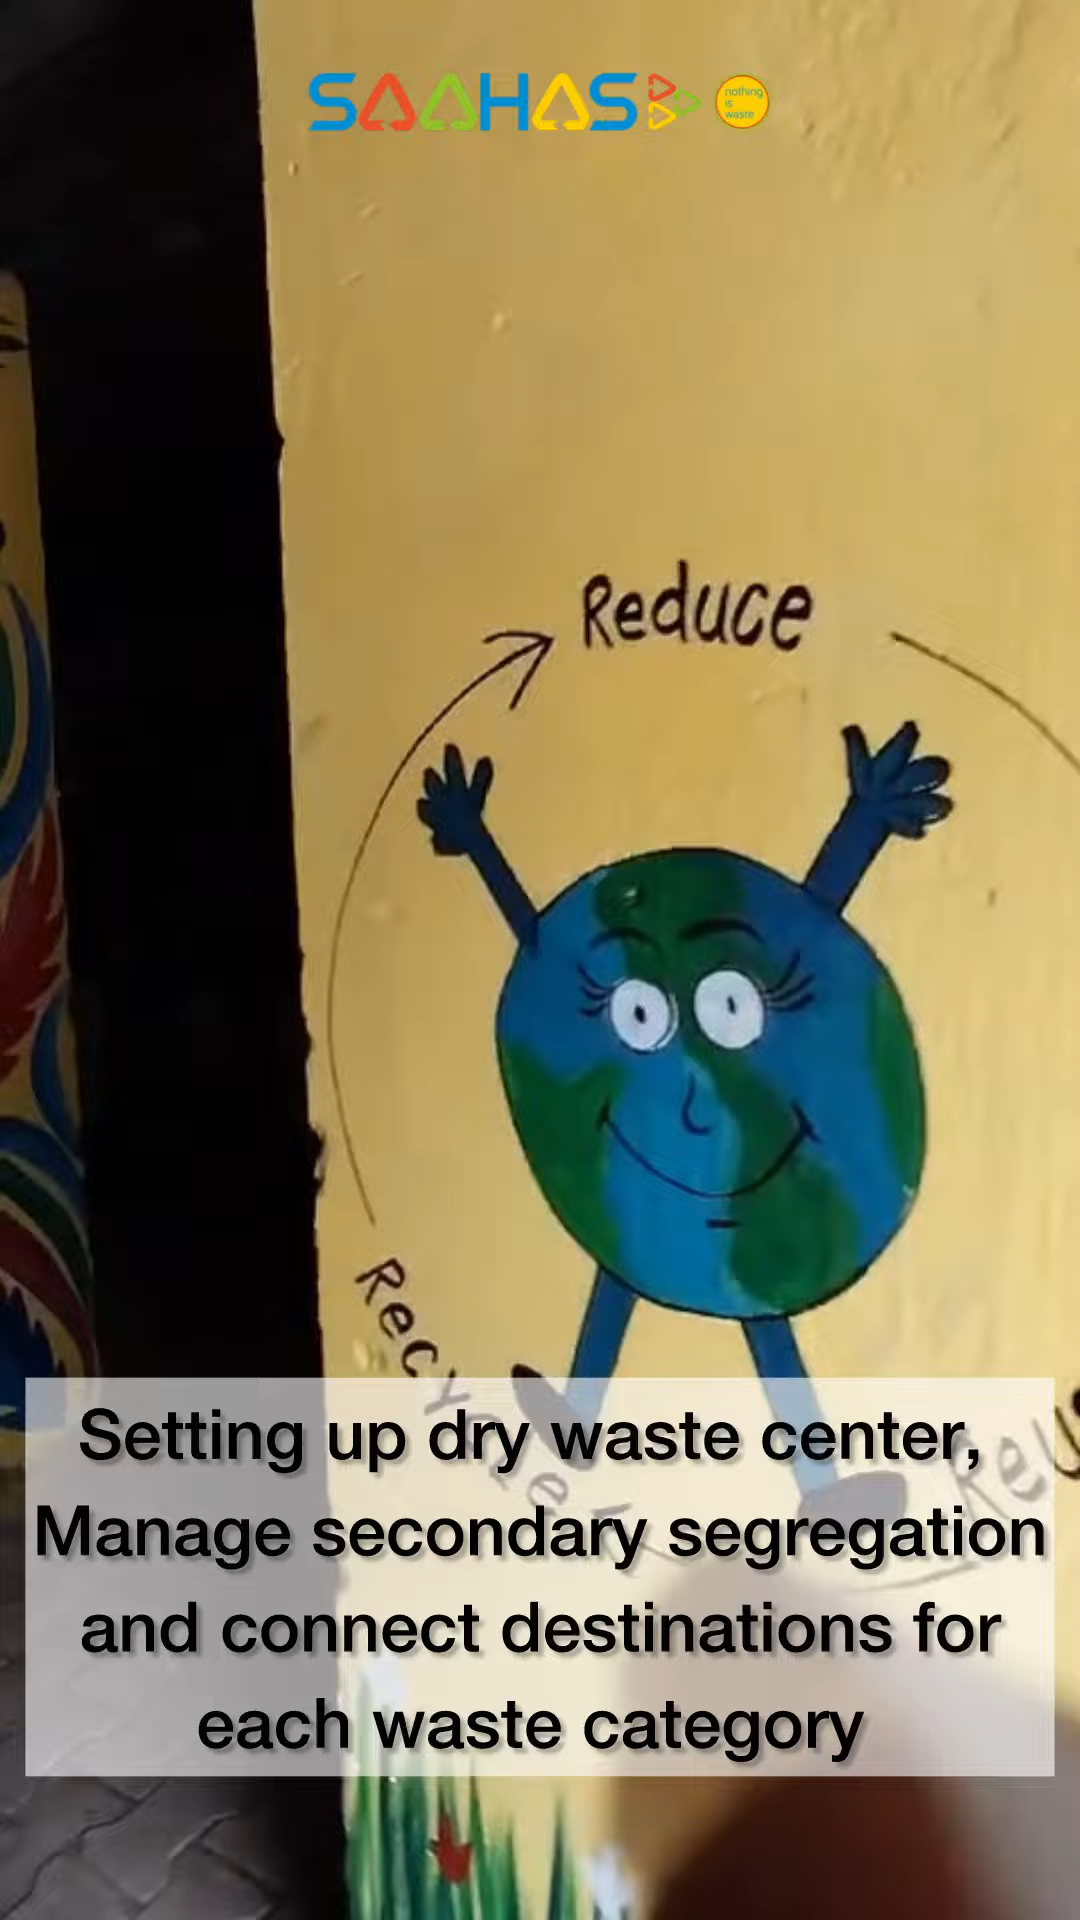 SAAHAS
nothing
is
waste
Reduce
Recycle
Setting up dry waste center,
Manage secondary segregation
and connect destinations for
each waste category